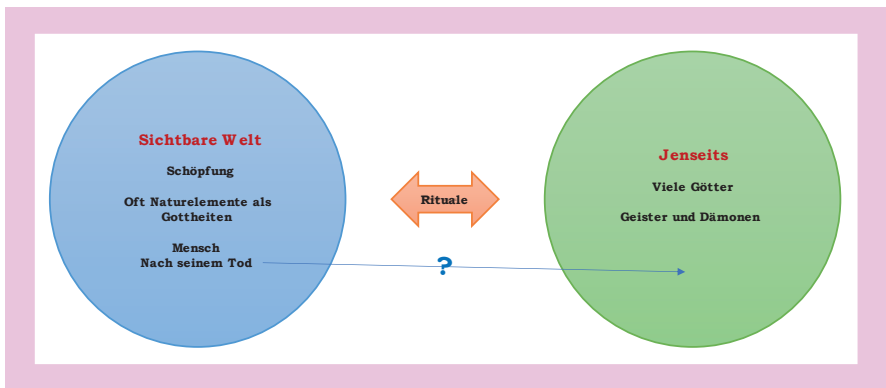 Sichtbare Welt
Schöpfung
Oft Naturelemente als
Gottheiten
Mensch
Nach seinem Tod
Rituale
?
Jenseits
Viele Götter
Geister und Dämonen